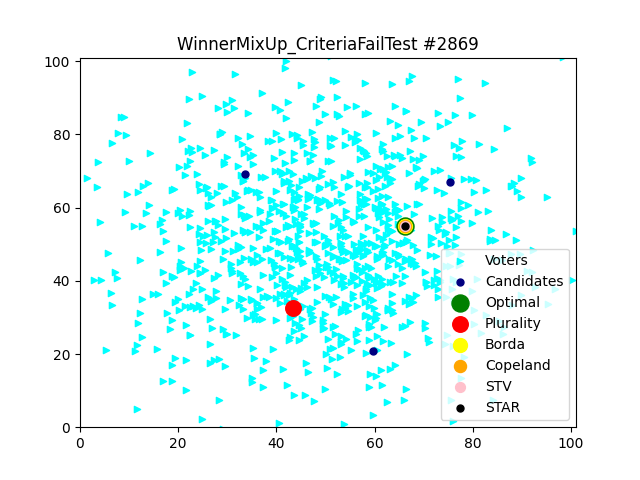 WinnerMixUp_CriteriaFailTest #2869
100
80
60
40
20
0
0 20 40 60 80 100
Voters
Candidates
Optimal
Plurality
Borda
Copeland
STV
STAR